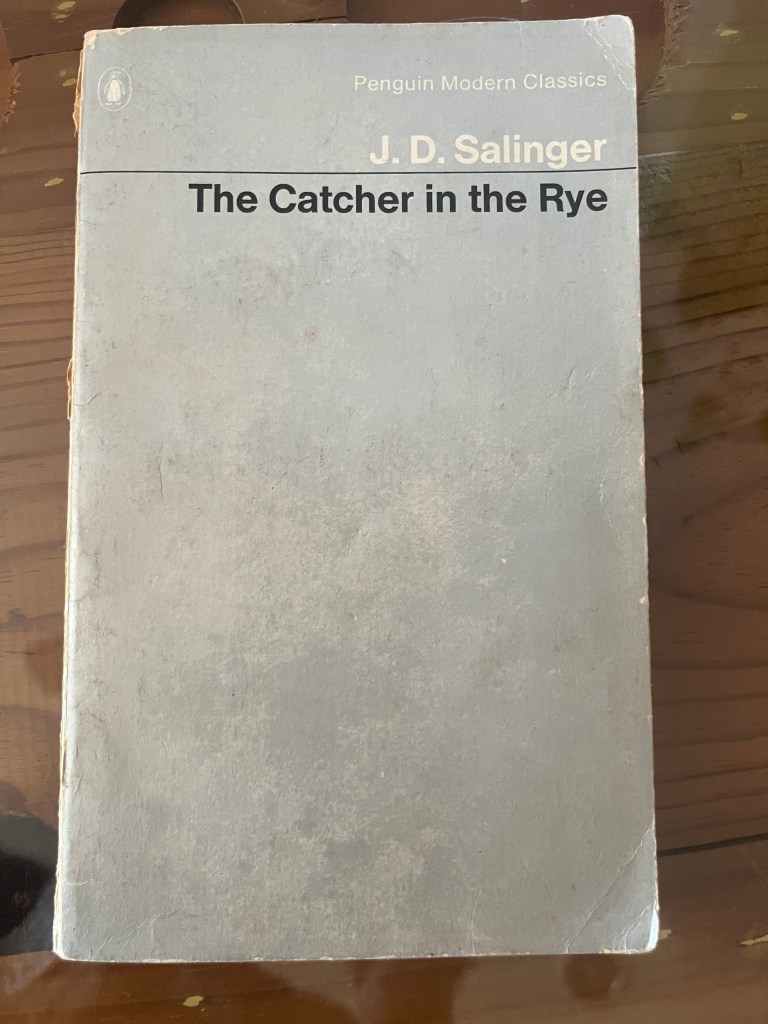 Penguin Modern Classics
J. D. Salinger
The Catcher in the Rye